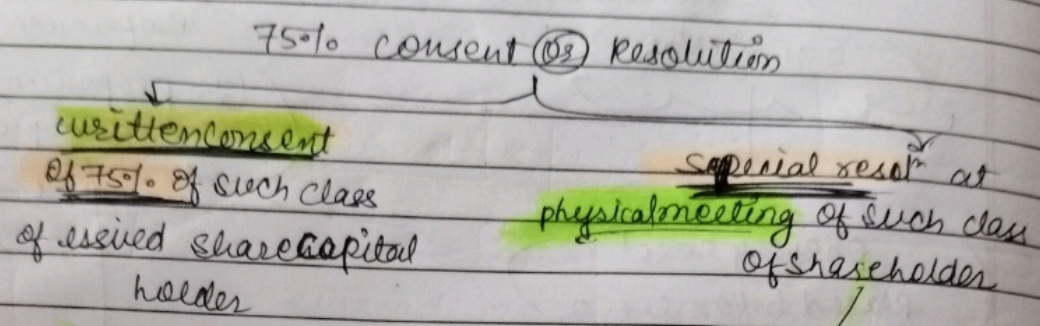 75% consent or Resolution
written consent
of 75% of such class
of issued share capital
holder
special resoln at
physical meeting of such class
of shareholder